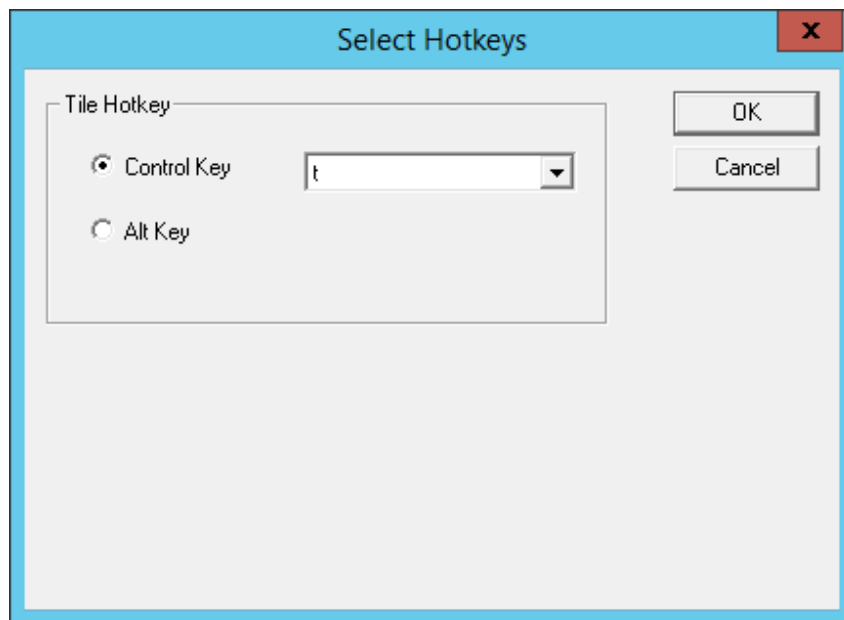 Select Hotkeys
x
Tile Hotkey
OK
Control Key
t
Cancel
Alt Key